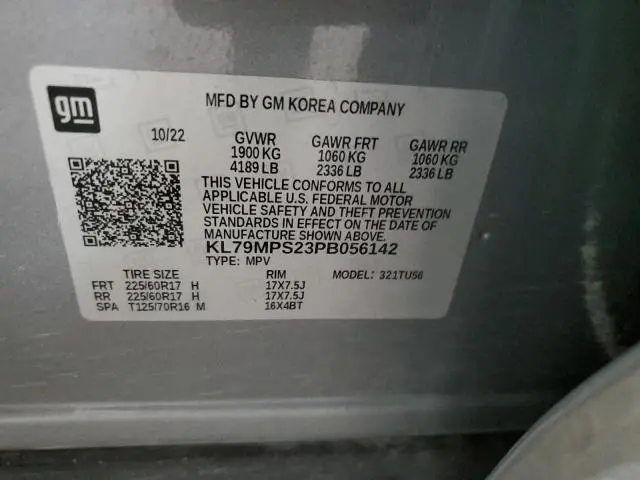 gm
MFD BY GM KOREA COMPANY
10/22 GVWR GAWR FRT GAWR RR
1900 KG 1060 KG 1060 KG
4189 LB 2336 LB 2336 LB
THIS VEHICLE CONFORMS TO ALL
APPLICABLE U.S. FEDERAL MOTOR
VEHICLE SAFETY AND THEFT PREVENTION
STANDARDS IN EFFECT ON THE DATE OF
MANUFACTURE SHOWN ABOVE.
KL79MPS23PB056142
TYPE: MPV
TIRE SIZE RIM MODEL: 321TU56
FRT 225/60R17 H 17X7.5J
RR 225/60R17 H 17X7.5J
SPA T125/70R16 M 16X4BT